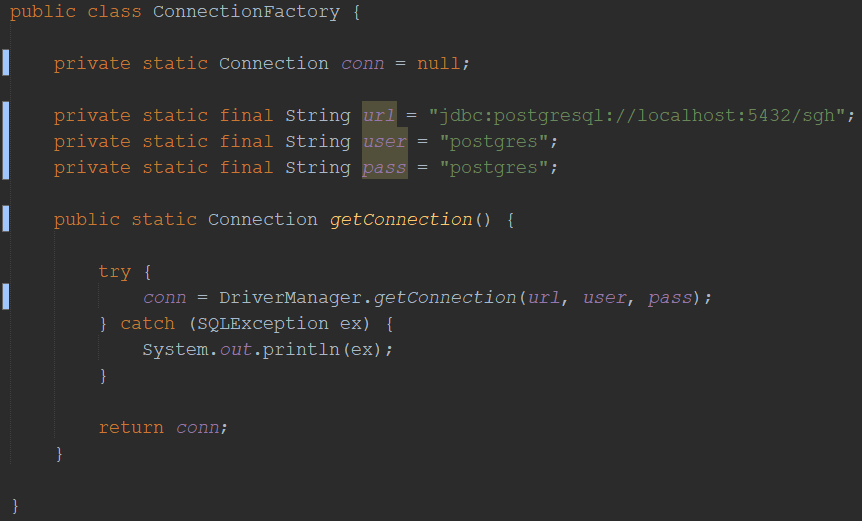 public class ConnectionFactory {
private static Connection conn = null;
private static final String url = "jdbc:postgresql://localhost:5432/sgh";
private static final String user = "postgres";
private static final String pass = "postgres";
public static Connection getConnection() {
try {
conn = DriverManager.getConnection(url, user, pass);
} catch (SQLException ex) {
System.out.println(ex);
}
return conn;
}
}